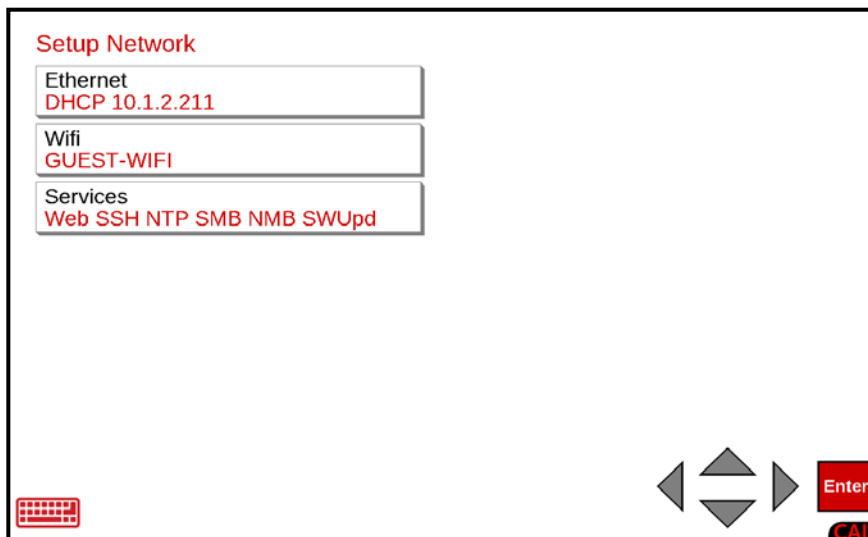 Setup Network
Ethernet
DHCP 10.1.2.211
Wifi
GUEST-WIFI
Services
Web SSH NTP SMB NMB SWUpd
Enter